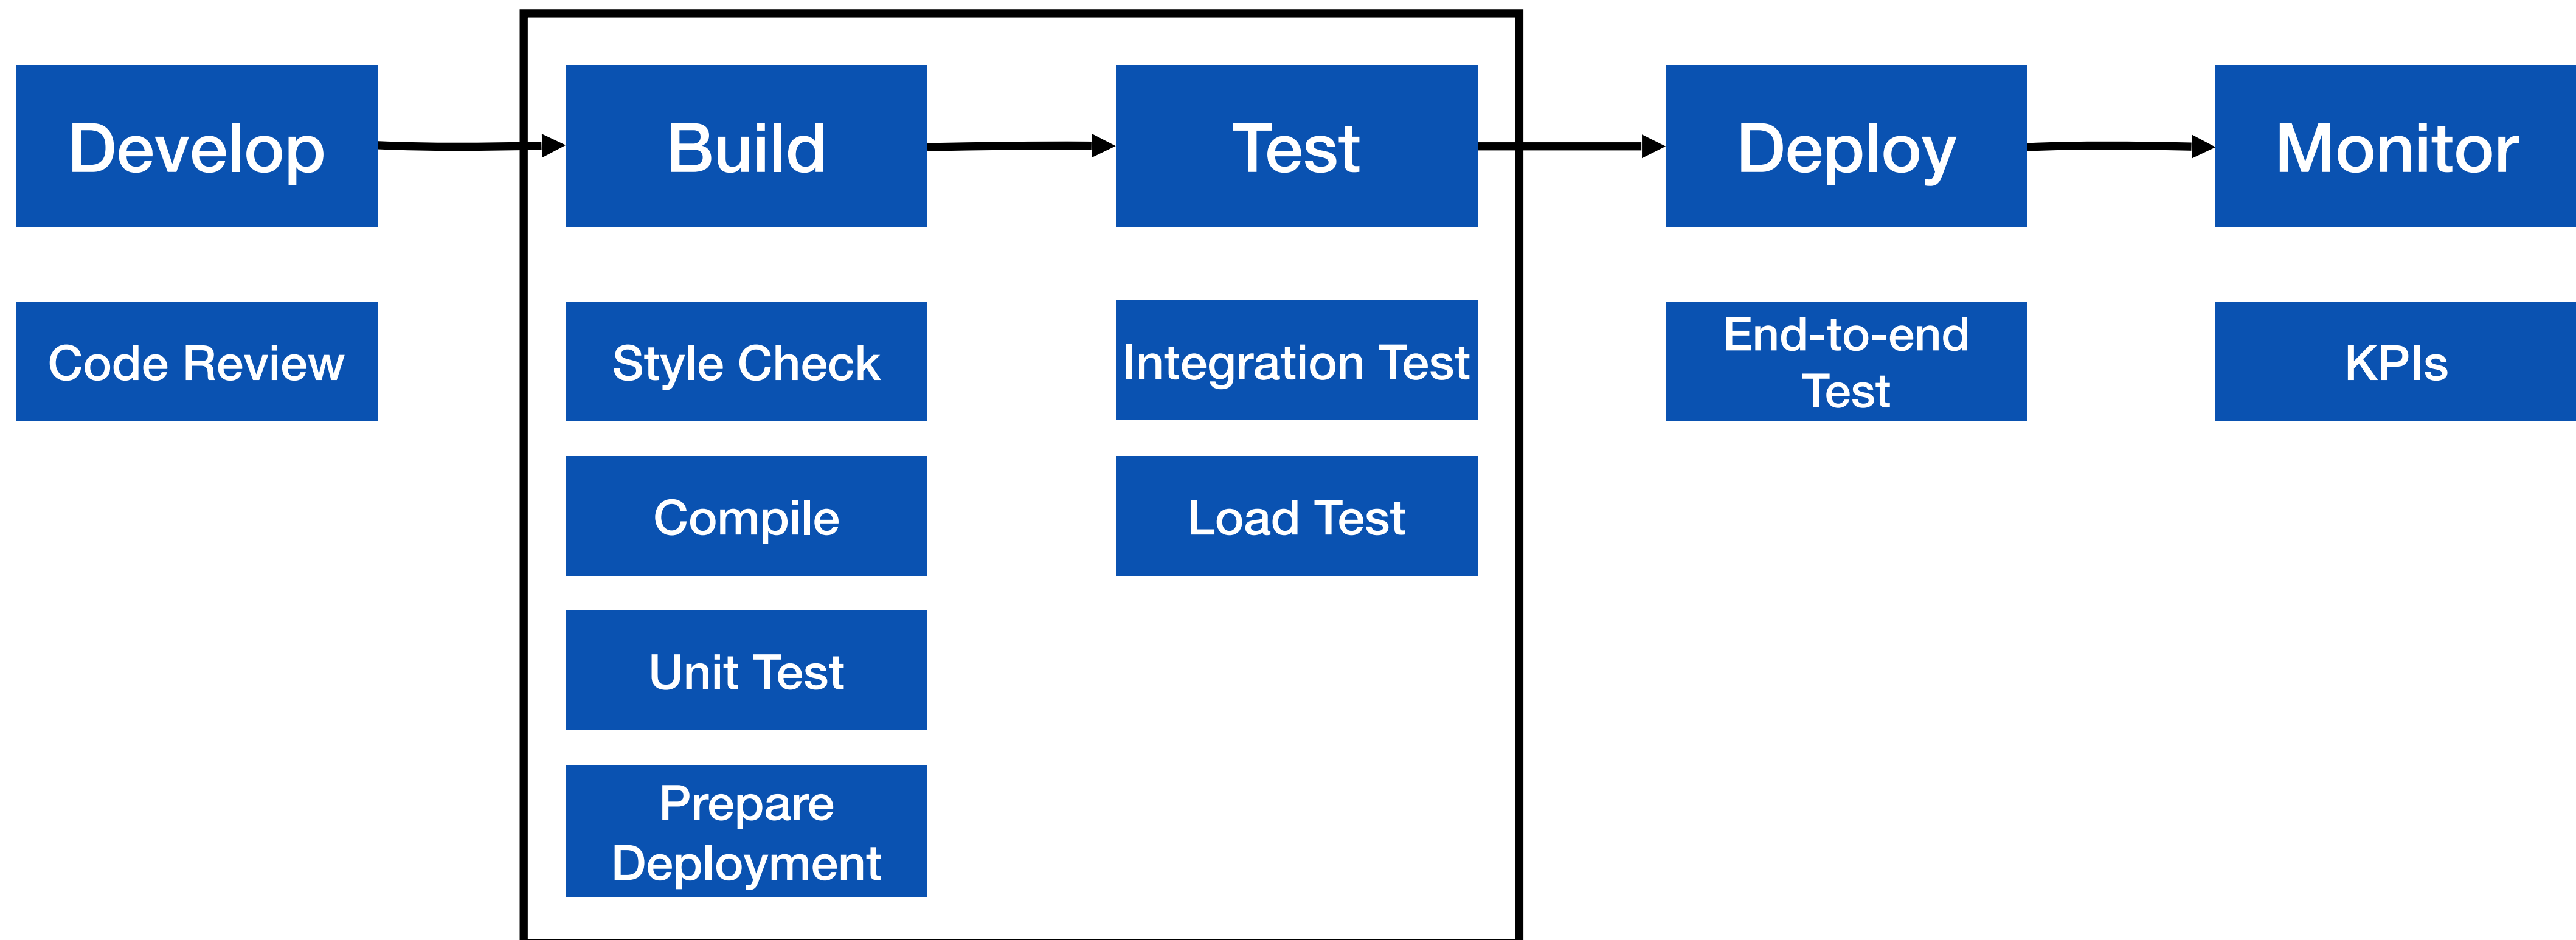 Develop
Build
Test
Deploy
Monitor
Code Review
Style Check
Integration Test
End-to-end
Test
KPIs
Compile
Load Test
Unit Test
Prepare
Deployment